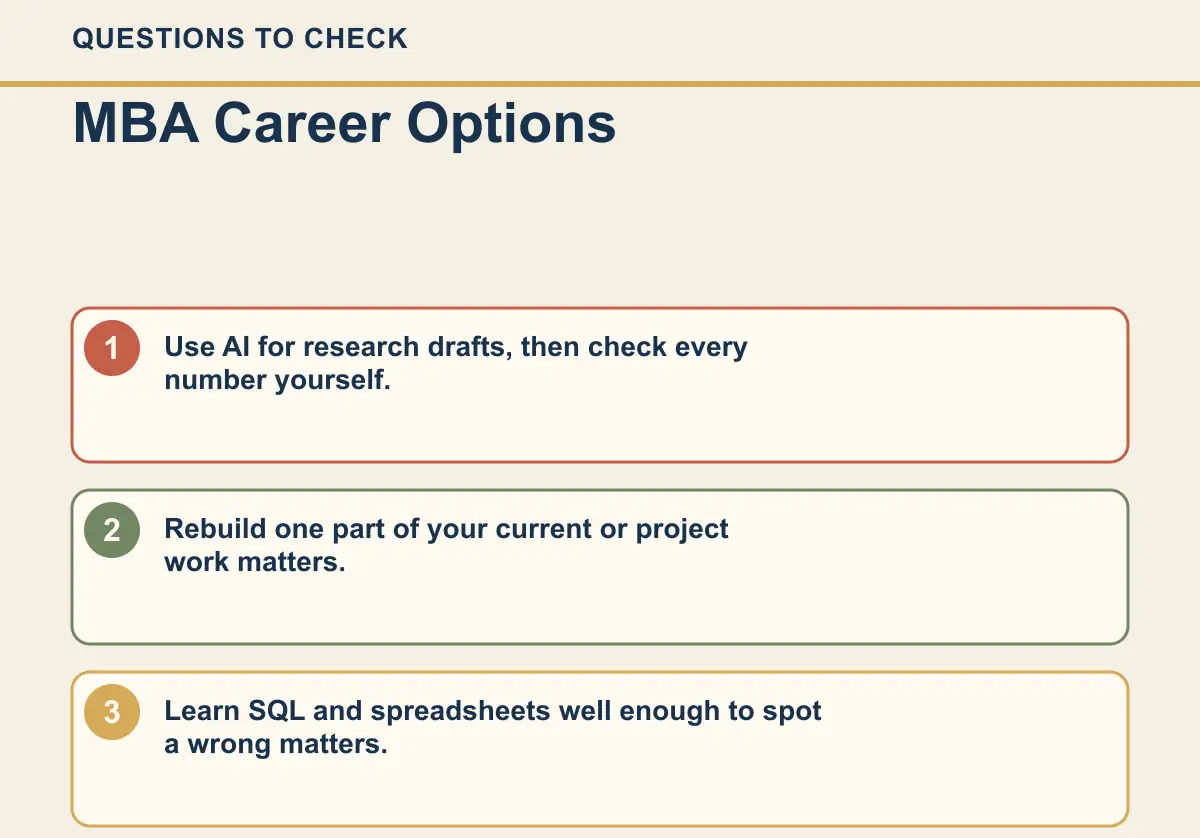 QUESTIONS TO CHECK
MBA Career Options
1
Use AI for research drafts, then check every
number yourself.
2
Rebuild one part of your current or project
work matters.
3
Learn SQL and spreadsheets well enough to spot
a wrong matters.